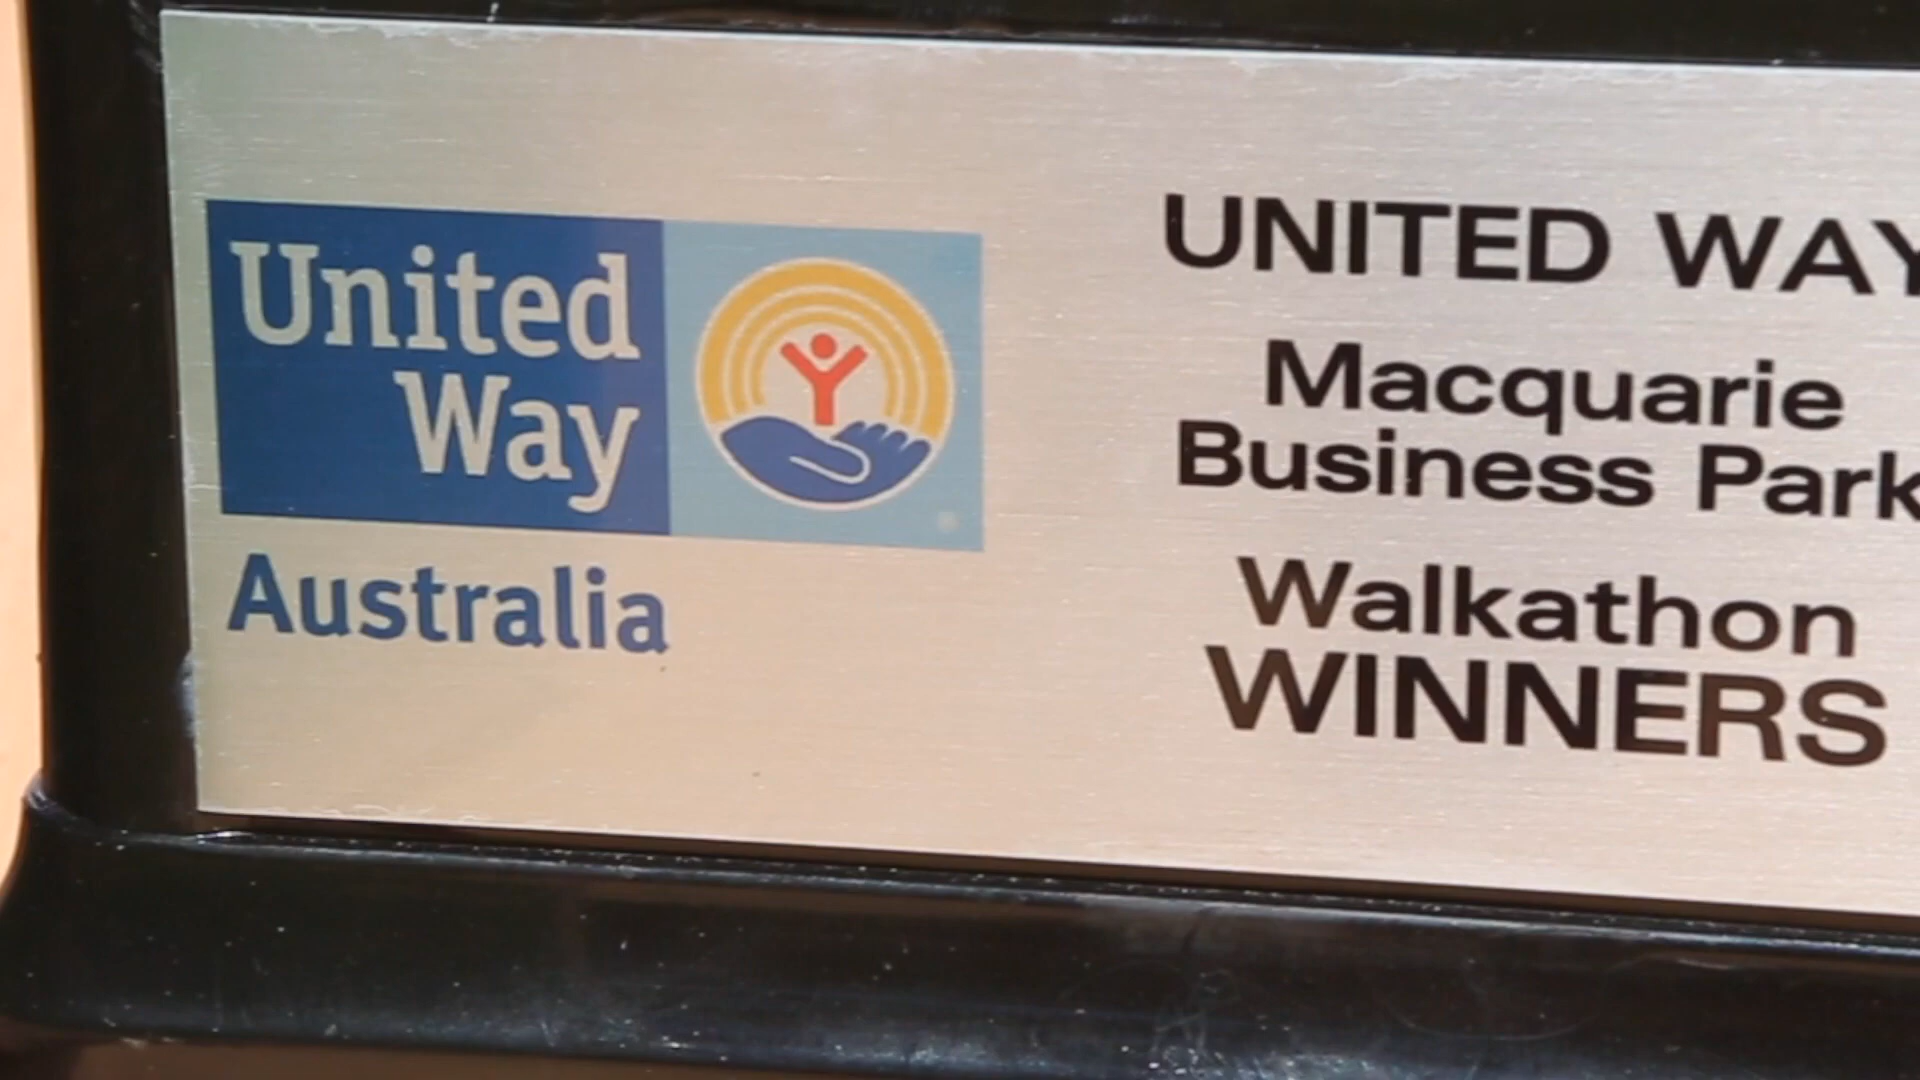 United
Way
Australia
UNITED WAY
Macquarie
Business Park
Walkathon
WINNERS